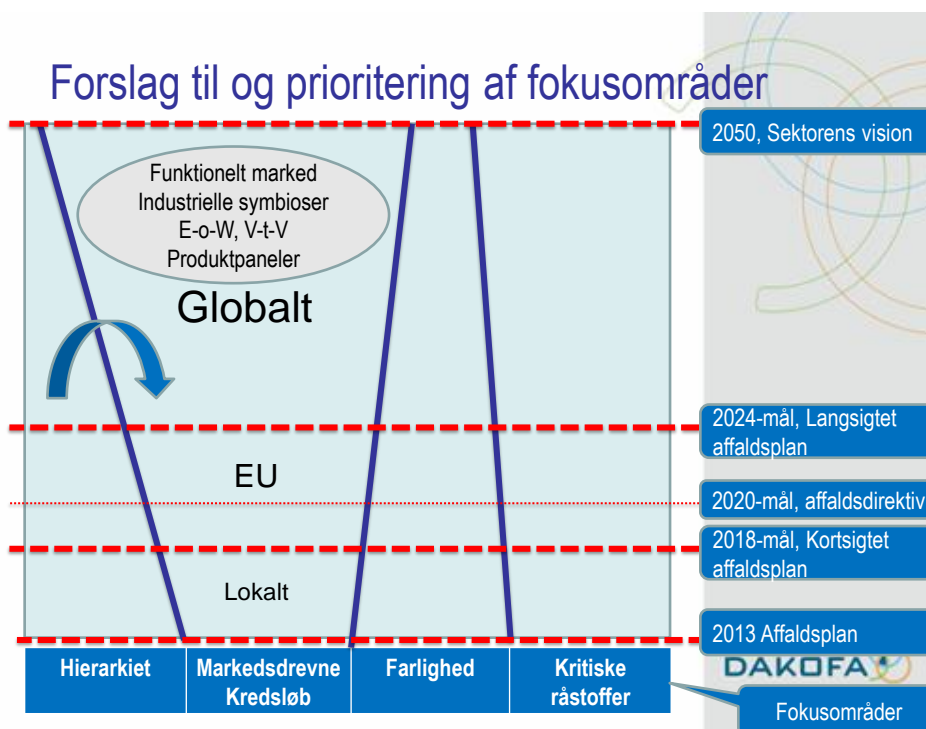 Forslag til og prioritering af fokusområder
2050, Sektorens vision
Funktionelt marked
Industrielle symbioser
E-o-W, V-t-V
Produktpaneler
Globalt
2024-mål, Langsigtet
affaldsplan
EU
2020-mål, affaldsdirektiv
2018-mål, Kortsigtet
affaldsplan
Lokalt
2013 Affaldsplan
Hierarkiet
Markedsdrevne
Kredsløb
Farlighed
Kritiske
råstoffer
DAKOFA
Fokusområder